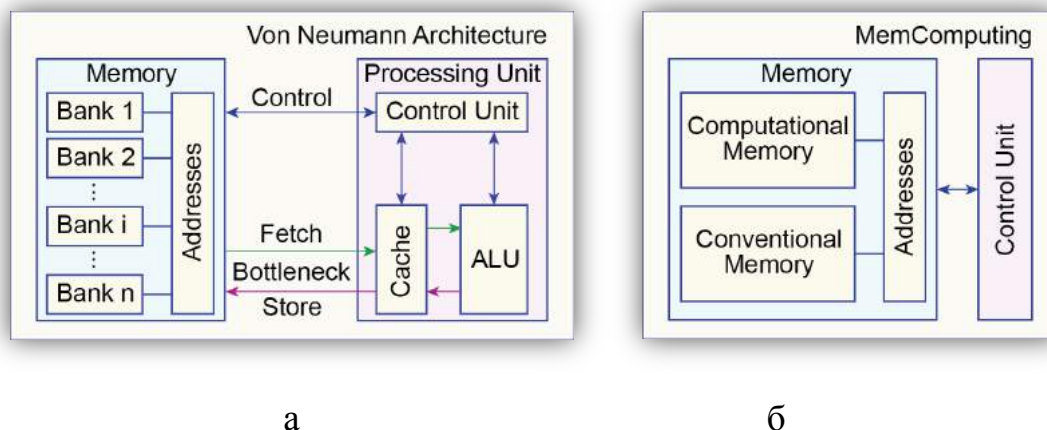 Von Neumann Architecture
Memory
Bank 1
Bank 2
Bank i
Bank n
Addresses
Control
Fetch
Bottleneck
Store
Processing Unit
Control Unit
Cache
ALU
MemComputing
Memory
Computational
Memory
Conventional
Memory
Addresses
Control Unit
а
б